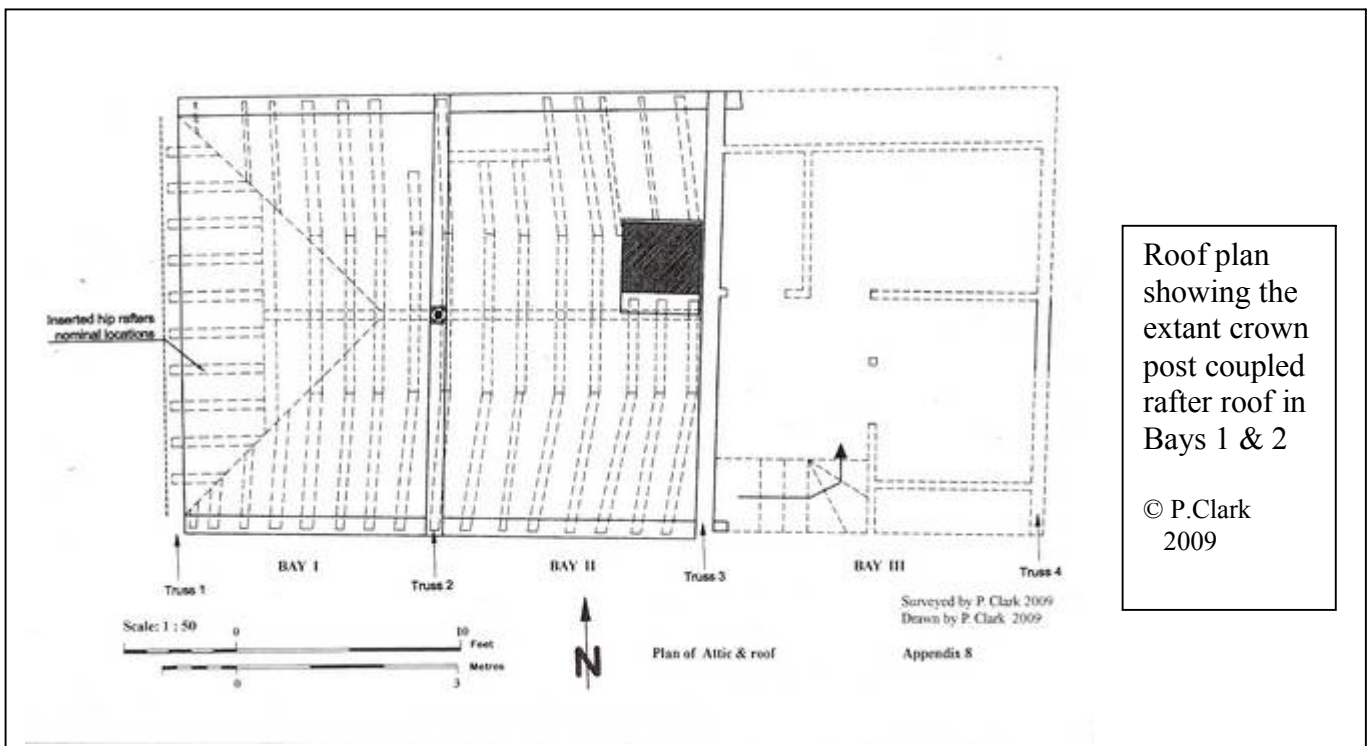 Inserted hip rafters
nominal locations
Roof plan
showing the
extant crown
post coupled
rafter roof in
Bays 1 & 2
© P.Clark
2009
BAY I
BAY II
BAY III
Truss 1
Truss 2
Truss 3
Truss 4
Surveyed by P. Clark 2009
Drawn by P. Clark 2009
Scale: 1 : 50
0
10
Feet
Metres
0
3
N
Plan of Attic & roof
Appendix 8